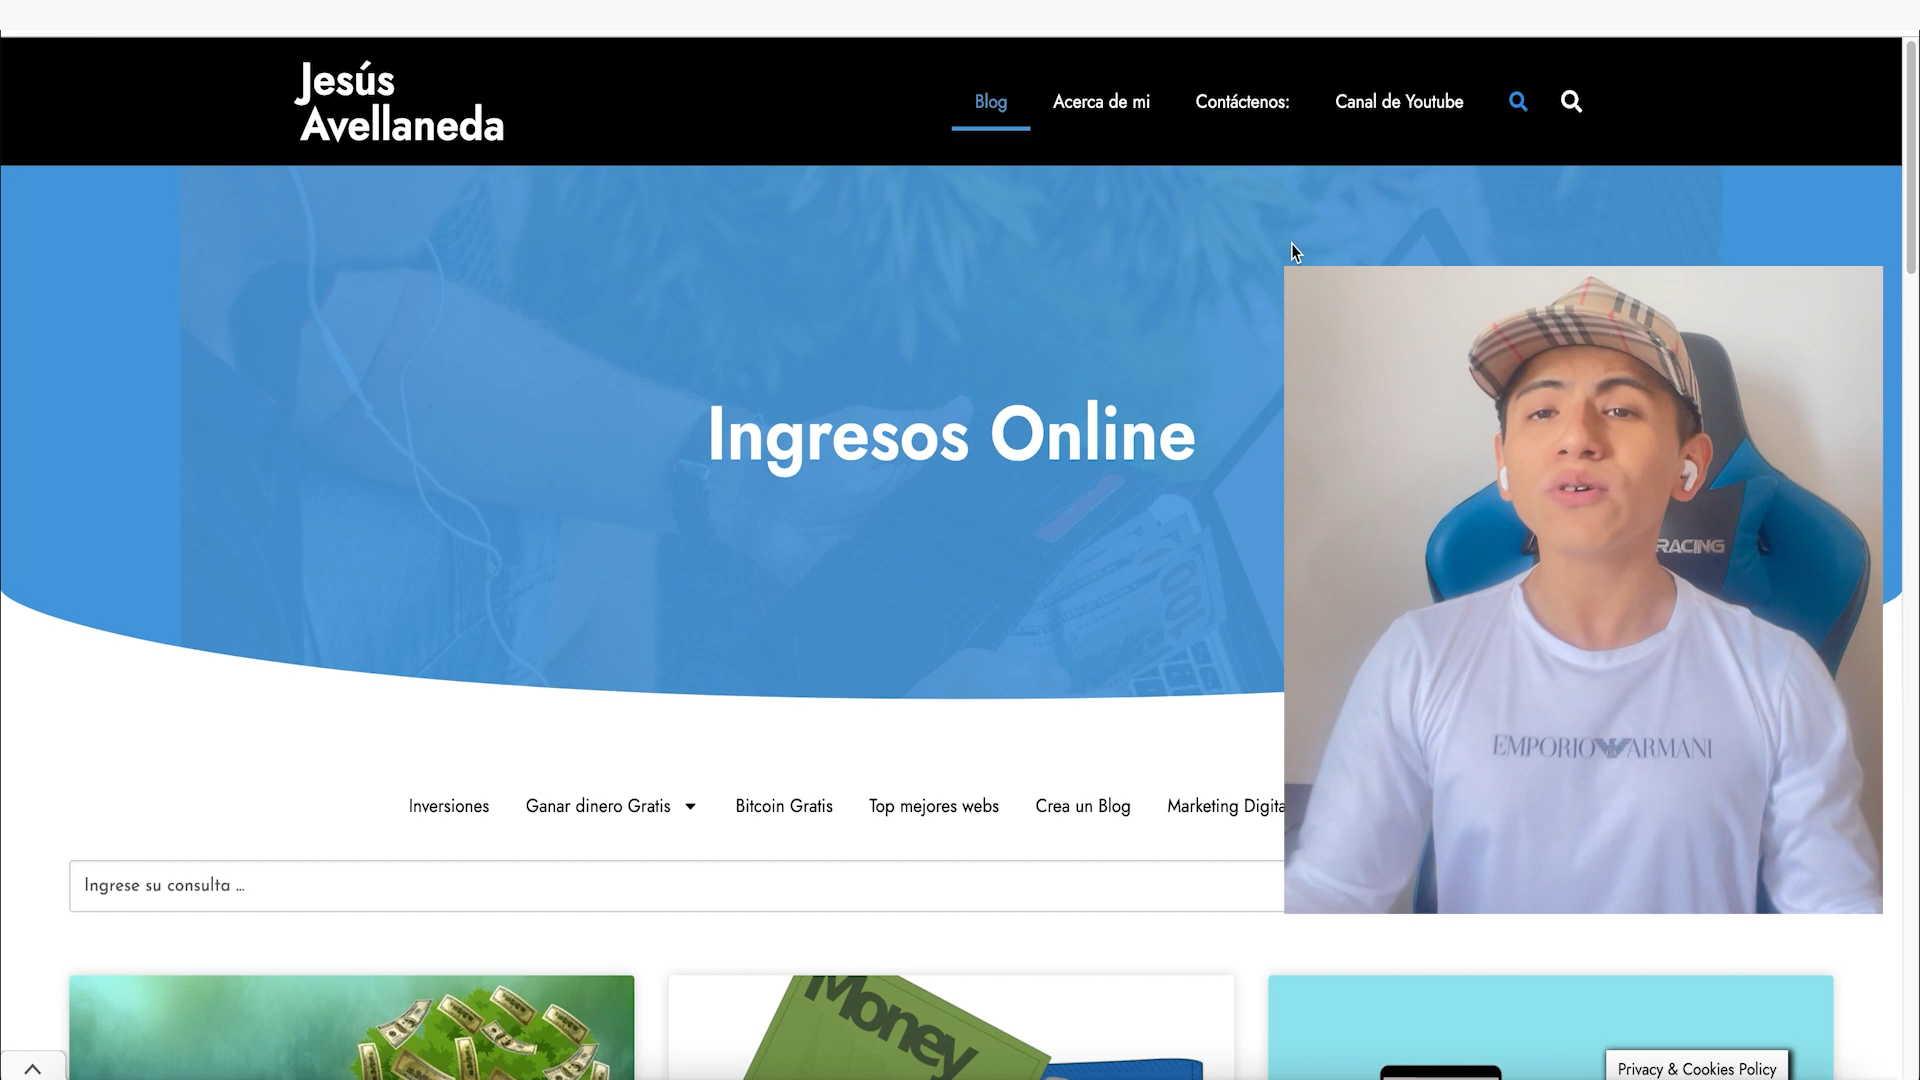 Jesús
Avellaneda
Blog
Acerca de mi
Contáctenos:
Canal de Youtube
Ingresos Online
RACING
EMPORIO ARMANI
Inversiones
Ganar dinero Gratis
Bitcoin Gratis
Top mejores webs
Crea un Blog
Marketing Digita
Ingrese su consulta ...
Money
Privacy & Cookies Policy